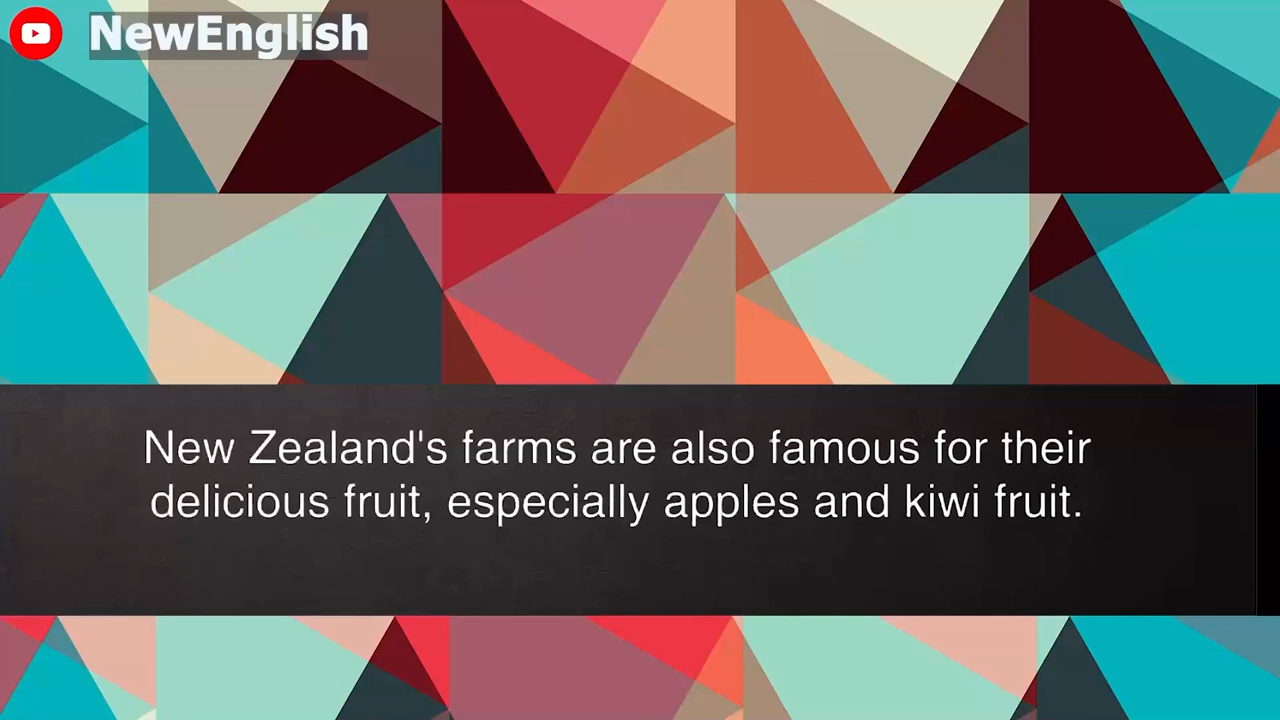 NewEnglish
New Zealand's farms are also famous for their
delicious fruit, especially apples and kiwi fruit.